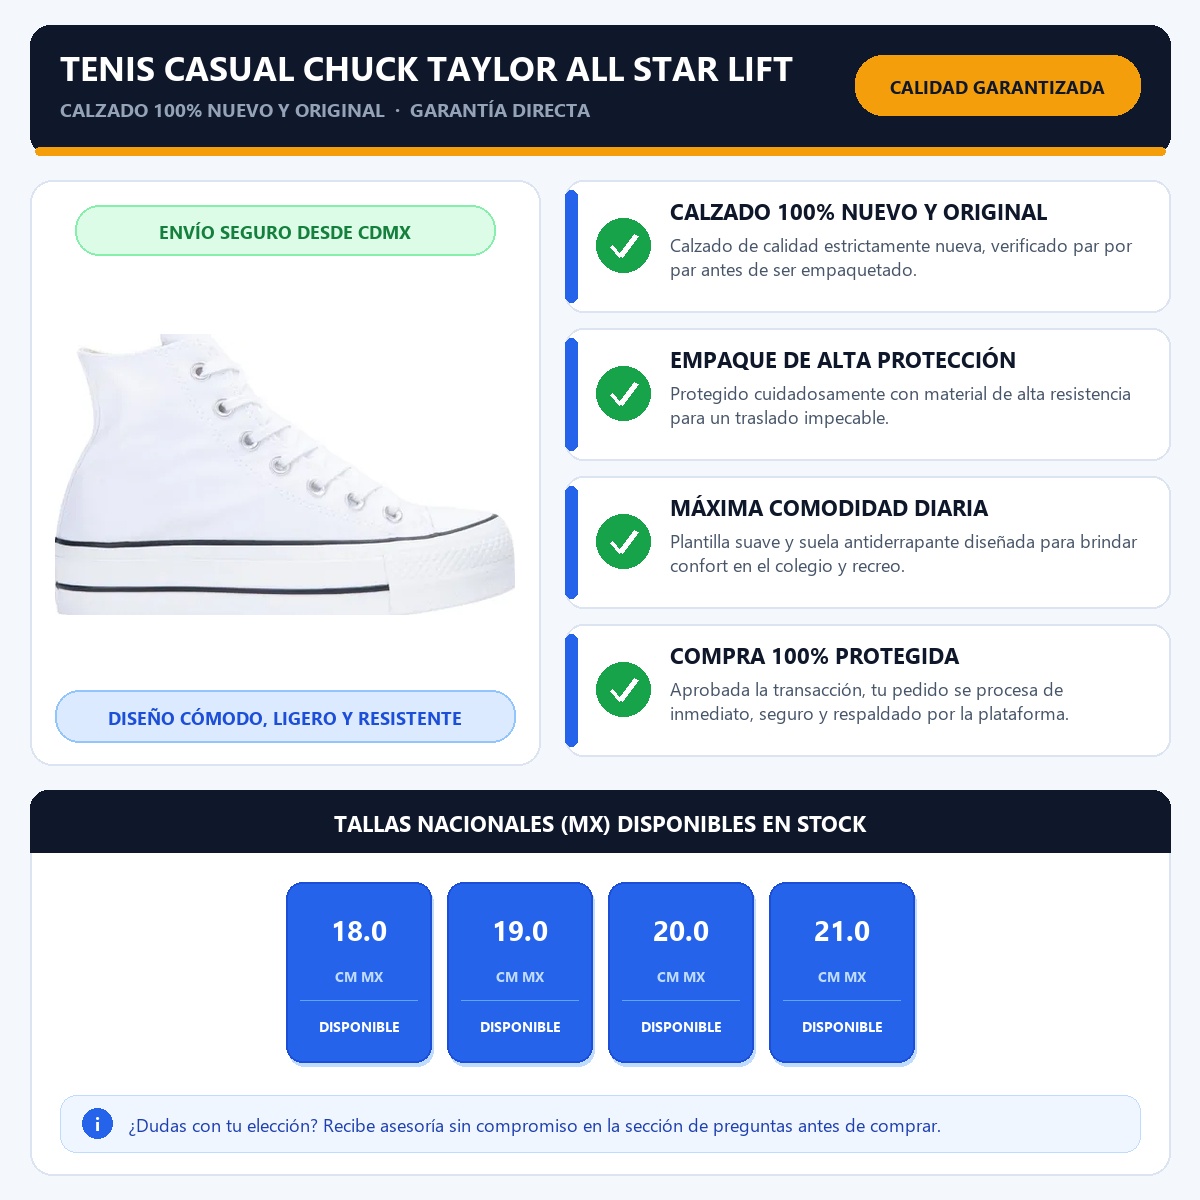 TENIS CASUAL CHUCK TAYLOR ALL STAR LIFT
CALZADO 100% NUEVO Y ORIGINAL · GARANTÍA DIRECTA
CALIDAD GARANTIZADA
ENVÍO SEGURO DESDE CDMX
DISEÑO CÓMODO, LIGERO Y RESISTENTE
CALZADO 100% NUEVO Y ORIGINAL
Calzado de calidad estrictamente nueva, verificado par por
par antes de ser empaquetado.
EMPAQUE DE ALTA PROTECCIÓN
Protegido cuidadosamente con material de alta resistencia
para un traslado impecable.
MÁXIMA COMODIDAD DIARIA
Plantilla suave y suela antiderrapante diseñada para brindar
confort en el colegio y recreo.
COMPRA 100% PROTEGIDA
Aprobada la transacción, tu pedido se procesa de
inmediato, seguro y respaldado por la plataforma.
TALLAS NACIONALES (MX) DISPONIBLES EN STOCK
18.0
CM MX
DISPONIBLE
19.0
CM MX
DISPONIBLE
20.0
CM MX
DISPONIBLE
21.0
CM MX
DISPONIBLE
¿Dudas con tu elección? Recibe asesoría sin compromiso en la sección de preguntas antes de comprar.